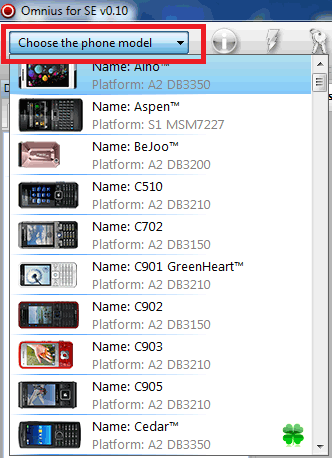 Omnius for SE v0.10
Choose the phone model
Name: Aino™
Platform: A2 DB3350
Name: Aspen™
Platform: S1 MSM7227
Name: BeJoo™
Platform: A2 DB3200
Name: C510
Platform: A2 DB3210
Name: C702
Platform: A2 DB3150
Name: C901 GreenHeart™
Platform: A2 DB3210
Name: C902
Platform: A2 DB3150
Name: C903
Platform: A2 DB3210
Name: C905
Platform: A2 DB3210
Name: Cedar™
Platform: A2 DB3350